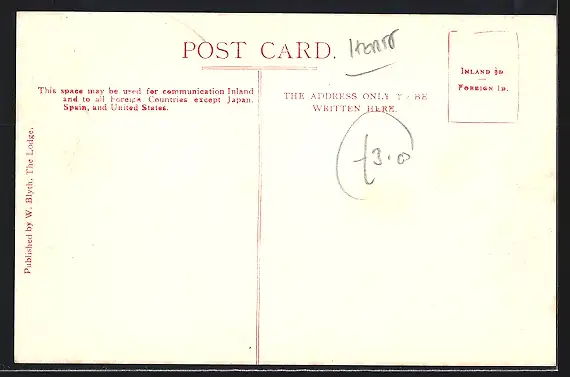 POST CARD.
INLAND ½D
FOREIGN 1D.
This space may be used for communication Inland
and to all Foreign Countries except Japan,
Spain, and United States.
THE ADDRESS ONLY TO BE
WRITTEN HERE.
£3.0
Published by W. Blyth, The Lodge.